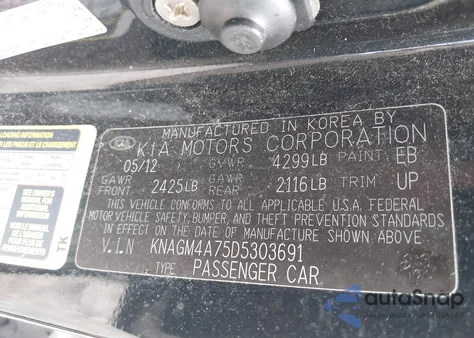 LOADING INFORMATION
MANUFACTURED IN KOREA BY
KIA MOTORS CORPORATION
05/12 GVWR 4299LB PAINT EB
GAWR FRONT 2425LB GAWR REAR 2116LB TRIM UP
THIS VEHICLE CONFORMS TO ALL APPLICABLE U.S.A. FEDERAL
MOTOR VEHICLE SAFETY, BUMPER, AND THEFT PREVENTION STANDARDS
IN EFFECT ON THE DATE OF MANUFACTURE SHOWN ABOVE.
V.I.N KNAGM4A75D5303691
TYPE PASSENGER CAR
autoSnap